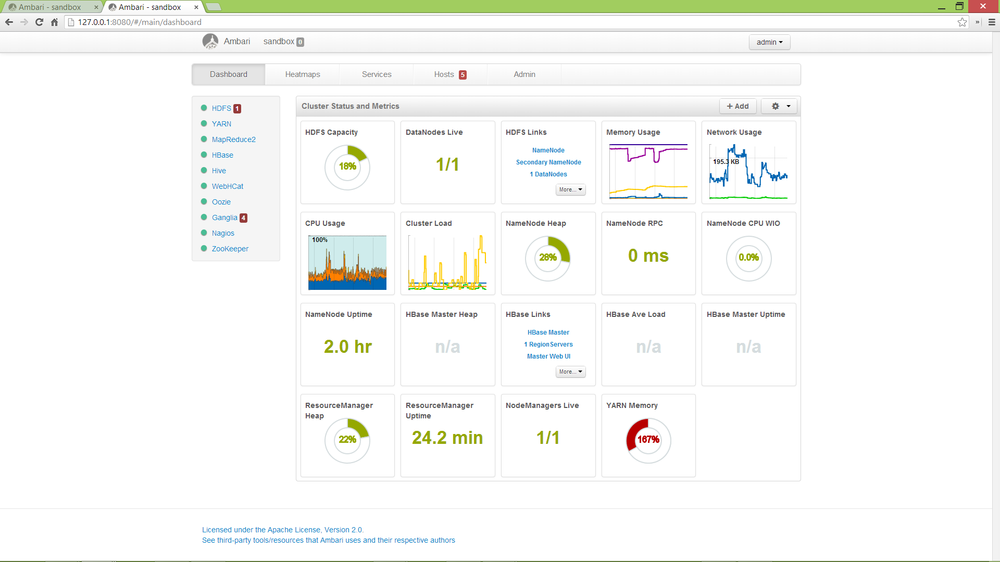 Ambari - sandbox
Ambari - sandbox
127.0.0.1:8080/#/main/dashboard
Ambari sandbox 0
admin
Dashboard Heatmaps Services Hosts 5 Admin
HDFS 1
YARN
MapReduce2
HBase
Hive
WebHCat
Oozie
Ganglia 4
Nagios
ZooKeeper
Cluster Status and Metrics
+ Add
HDFS Capacity
18%
DataNodes Live
1/1
HDFS Links
NameNode
Secondary NameNode
1 DataNodes
More...
Memory Usage
Network Usage
195.3 KB
CPU Usage
100%
Cluster Load
NameNode Heap
28%
NameNode RPC
0 ms
NameNode CPU WIO
0.0%
NameNode Uptime
2.0 hr
HBase Master Heap
n/a
HBase Links
HBase Master
1 RegionServers
Master Web UI
More...
HBase Ave Load
n/a
HBase Master Uptime
n/a
ResourceManager
Heap
22%
ResourceManager
Uptime
24.2 min
NodeManagers Live
1/1
YARN Memory
167%
Licensed under the Apache License, Version 2.0.
See third-party tools/resources that Ambari uses and their respective authors